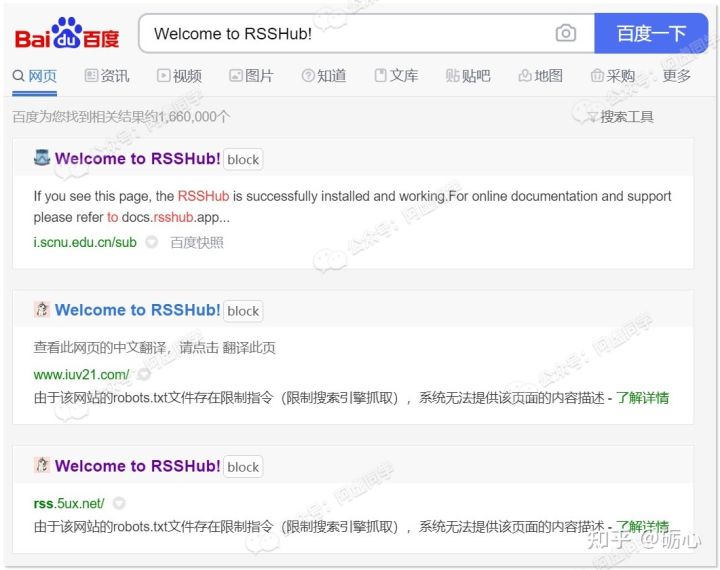 Bai du 百度
Welcome to RSSHub!
百度一下
网页 资讯 视频 图片 知道 文库 贴吧 地图 采购 更多
百度为您找到相关结果约1,660,000个
搜索工具
Welcome to RSSHub! block
If you see this page, the RSSHub is successfully installed and working.For online documentation and support
please refer to docs.rsshub.app...
i.scnu.edu.cn/sub 百度快照
Welcome to RSSHub! block
查看此网页的中文翻译，请点击 翻译此页
www.iuv21.com/
由于该网站的robots.txt文件存在限制指令（限制搜索引擎抓取），系统无法提供该页面的内容描述 - 了解详情
Welcome to RSSHub! block
rss.5ux.net/
由于该网站的robots.txt文件存在限制指令（限制搜索引擎抓取），系统无法提供该页面的内容描述 - 了解详情
知乎 @砺心
公众号：阿虚同学